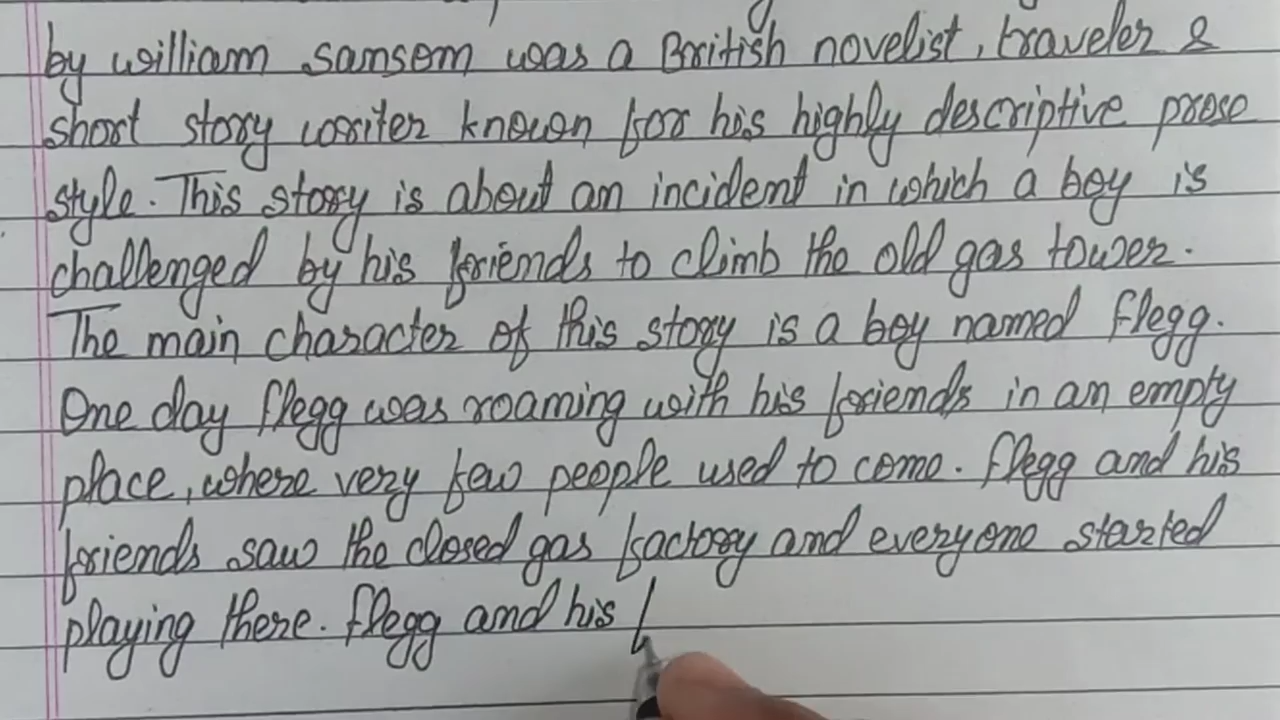 by william Sansom was a British novelist, traveler &
short story writer known for his highly descriptive prose
style. This story is about an incident in which a boy is
challenged by his friends to climb the old gas tower.
The main character of this story is a boy named flegg.
One day flegg was roaming with his friends in an empty
place, where very few people used to come. flegg and his
friends saw the closed gas factory and everyone started
playing there. flegg and his